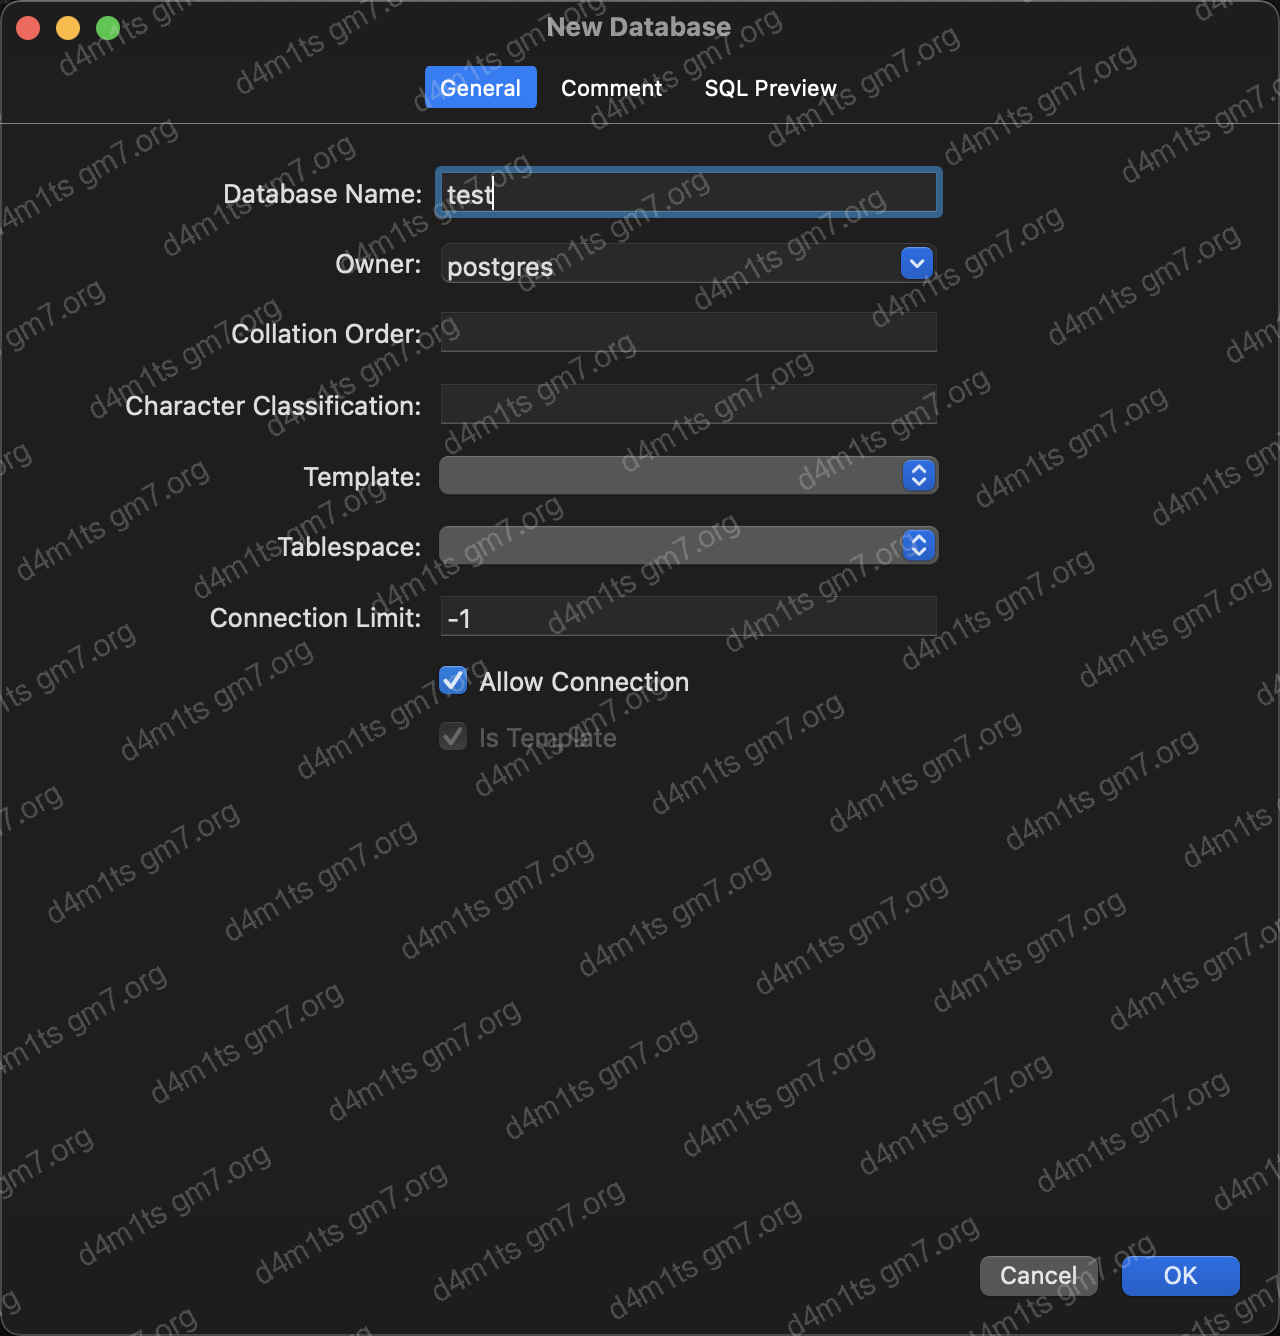 New Database
General Comment SQL Preview
Database Name: test
Owner: postgres
Collation Order:
Character Classification:
Template:
Tablespace:
Connection Limit: -1
Allow Connection
Is Template
Cancel OK
d4m1ts gm7.org